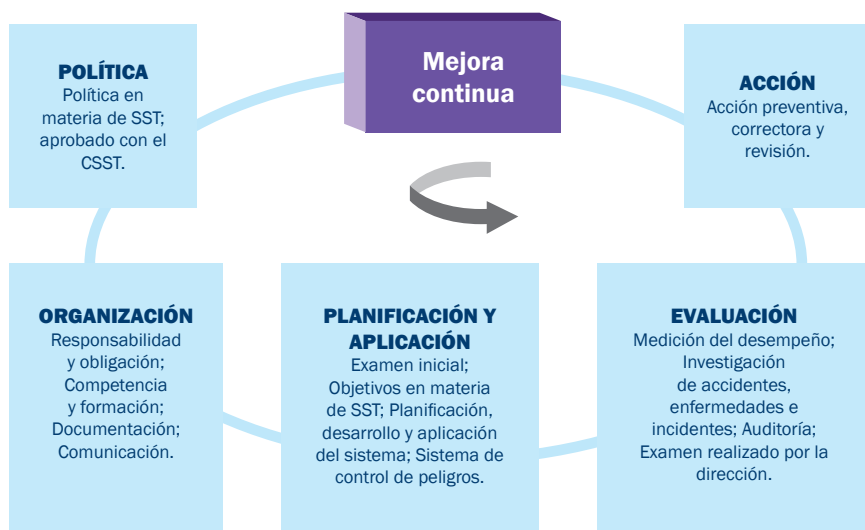 Mejora
continua
POLÍTICA
Política en
materia de SST;
aprobado con el
CSST.
ACCIÓN
Acción preventiva,
correctora y
revisión.
ORGANIZACIÓN
Responsabilidad
y obligación;
Competencia
y formación;
Documentación;
Comunicación.
PLANIFICACIÓN Y
APLICACIÓN
Examen inicial;
Objetivos en materia
de SST; Planificación,
desarrollo y aplicación
del sistema; Sistema de
control de peligros.
EVALUACIÓN
Medición del desempeño;
Investigación
de accidentes,
enfermedades e
incidentes; Auditoría;
Examen realizado por la
dirección.